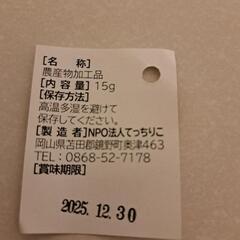 [名　　称]
農産物加工品
[内 容 量] 15g
[保存方法]
高温多湿を避けて
保存してください。
[製 造 者]NPO法人てっちりこ
岡山県苫田郡鏡野町奥津463
TEL：0868-52-7178
[賞味期限]
2025.12.30